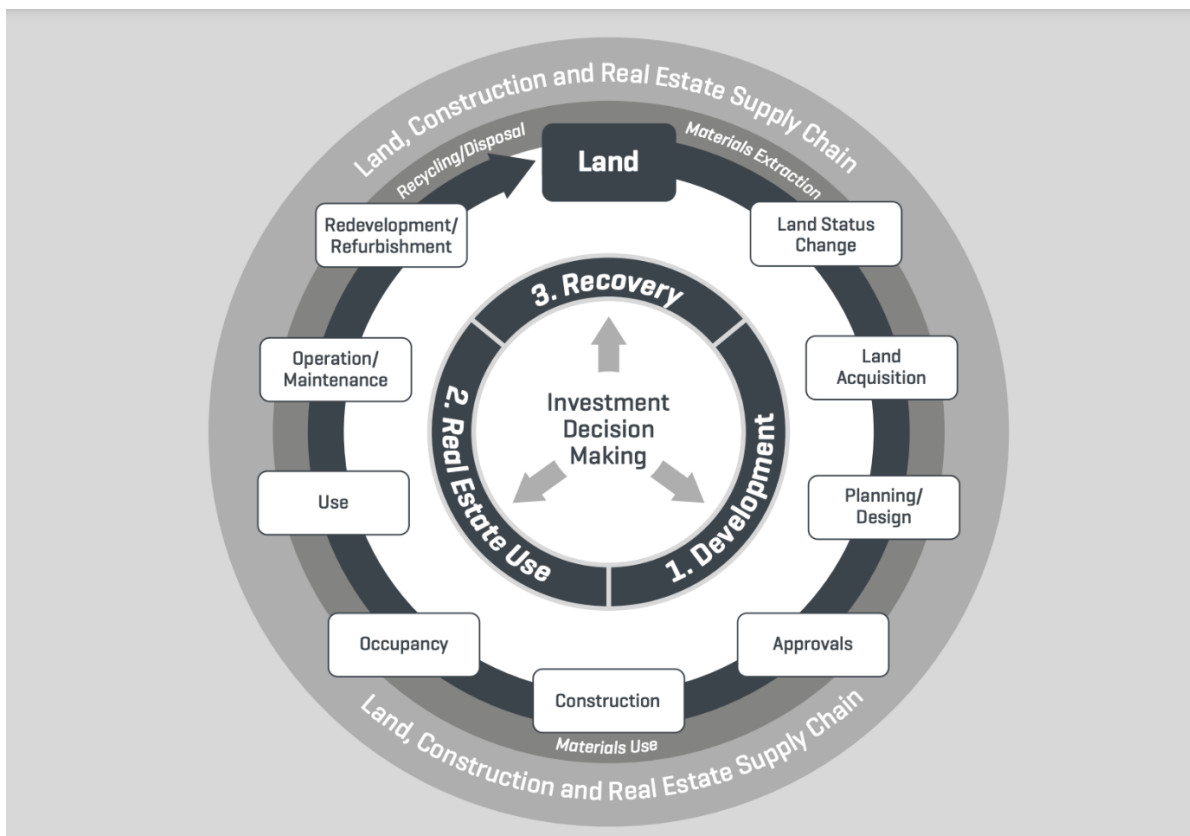 Land, Construction and Real Estate Supply Chain
Recycling/Disposal
Materials Extraction
Land
Redevelopment/
Refurbishment
Land Status
Change
3. Recovery
Operation/
Maintenance
Land
Acquisition
Investment
Decision
Making
2. Real Estate Use
1. Development
Use
Planning/
Design
Occupancy
Approvals
Construction
Materials Use
Land, Construction and Real Estate Supply Chain